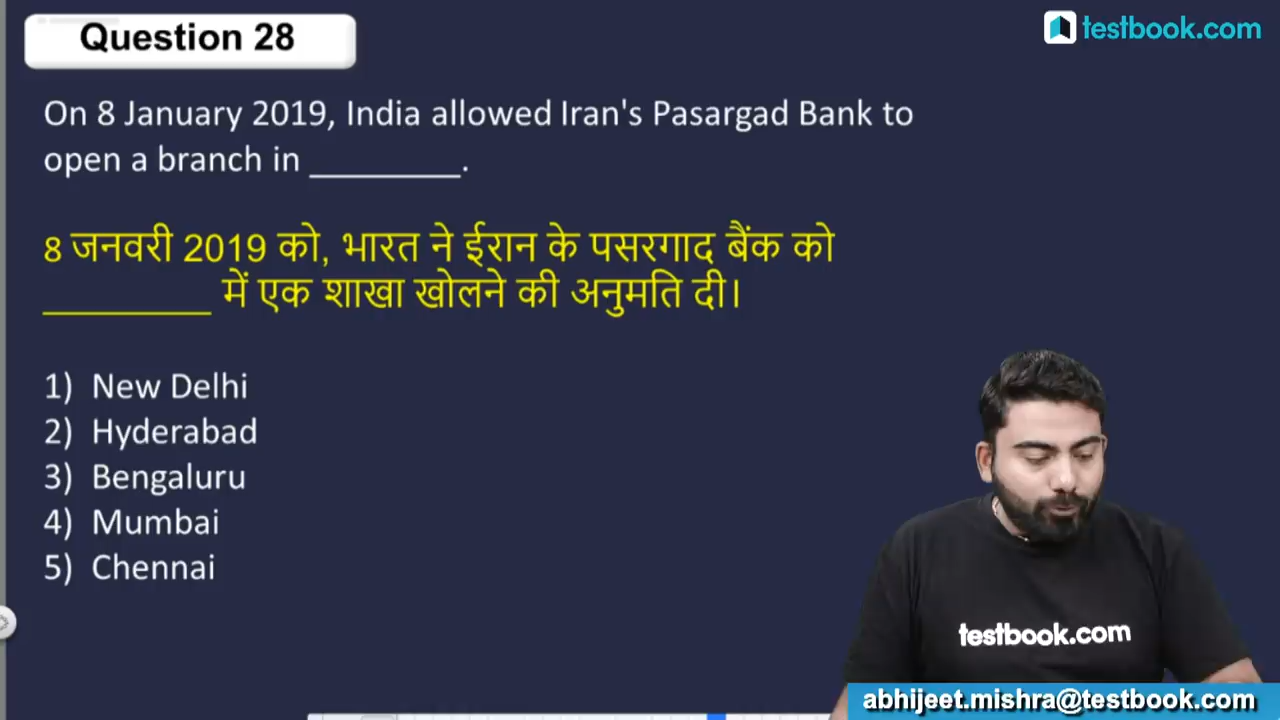 Question 28
testbook.com
On 8 January 2019, India allowed Iran's Pasargad Bank to
open a branch in _________.
8 जनवरी 2019 को, भारत ने ईरान के पसरगाद बैंक को
_________ में एक शाखा खोलने की अनुमति दी।
1) New Delhi
2) Hyderabad
3) Bengaluru
4) Mumbai
5) Chennai
testbook.com
abhijeet.mishra@testbook.com